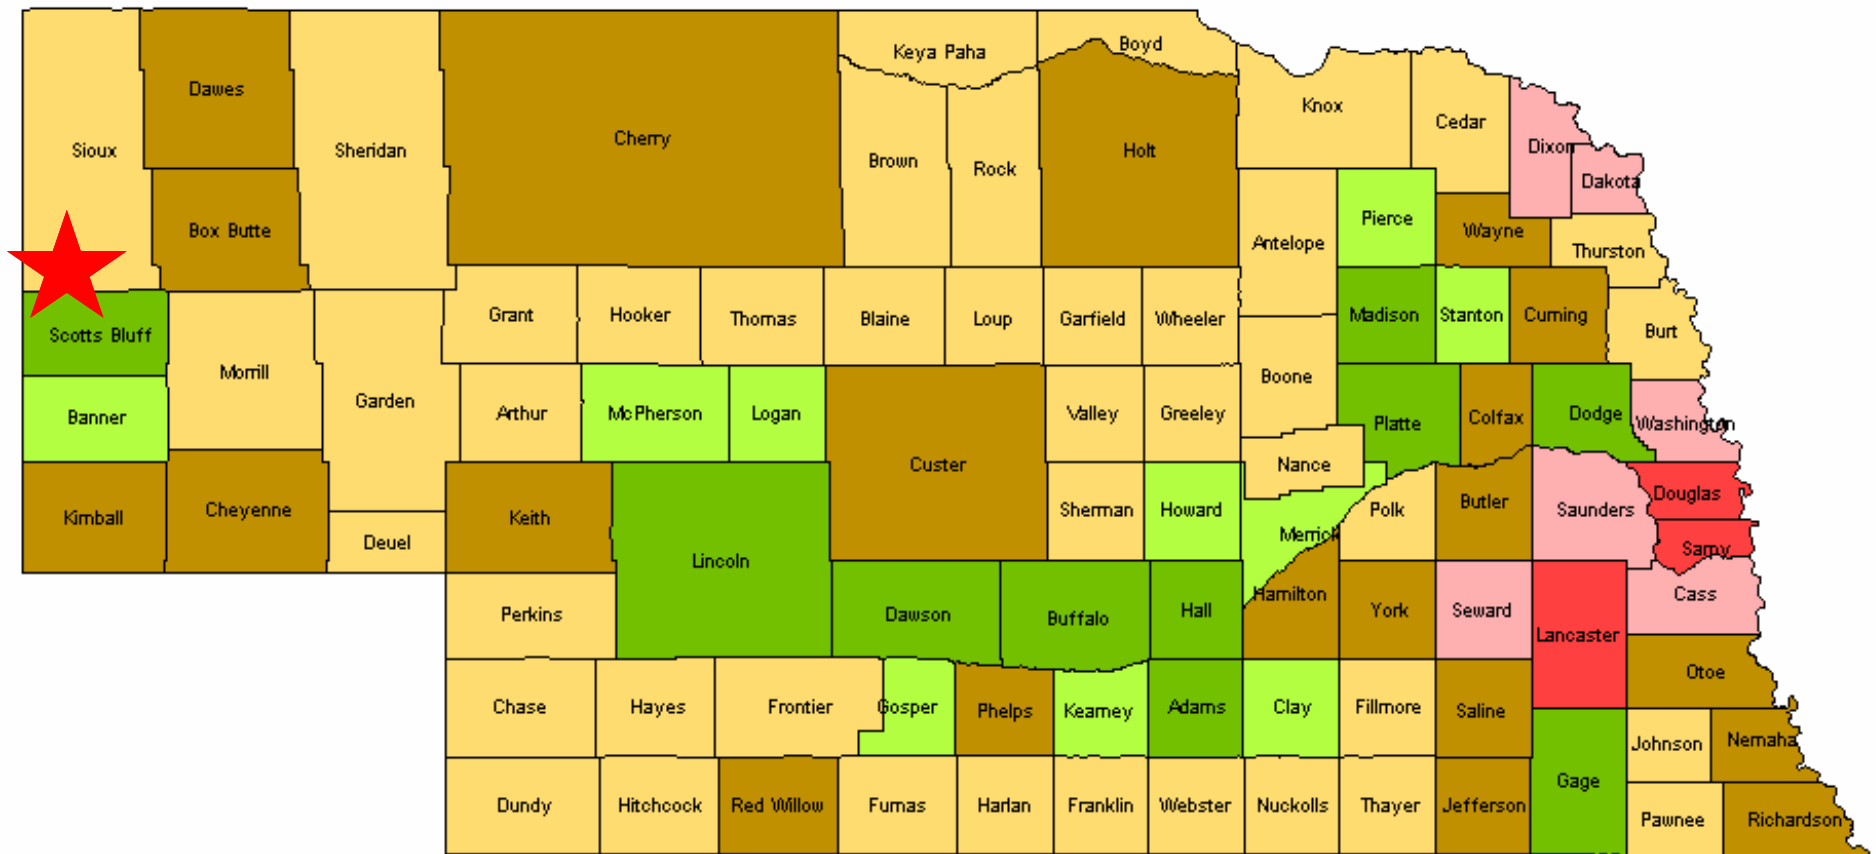 Keya Paha
Boyd
Dawes
Knox
Cedar
Sioux
Sheridan
Cherry
Brown
Rock
Holt
Dixon
Dakota
Box Butte
Pierce
Antelope
Wayne
Thurston
Scotts Bluff
Grant
Hooker
Thomas
Blaine
Loup
Garfield
Wheeler
Madison
Stanton
Cuming
Burt
Morrill
Garden
Boone
Banner
Arthur
McPherson
Logan
Valley
Greeley
Platte
Colfax
Dodge
Washington
Custer
Nance
Kimball
Cheyenne
Keith
Sherman
Howard
Polk
Butler
Saunders
Douglas
Deuel
Lincoln
Merrick
Sarpy
Perkins
Dawson
Buffalo
Hall
Hamilton
York
Seward
Lancaster
Cass
Otoe
Chase
Hayes
Frontier
Gosper
Phelps
Kearney
Adams
Clay
Fillmore
Saline
Johnson
Nemaha
Dundy
Hitchcock
Red Willow
Furnas
Harlan
Franklin
Webster
Nuckolls
Thayer
Jefferson
Gage
Pawnee
Richardson